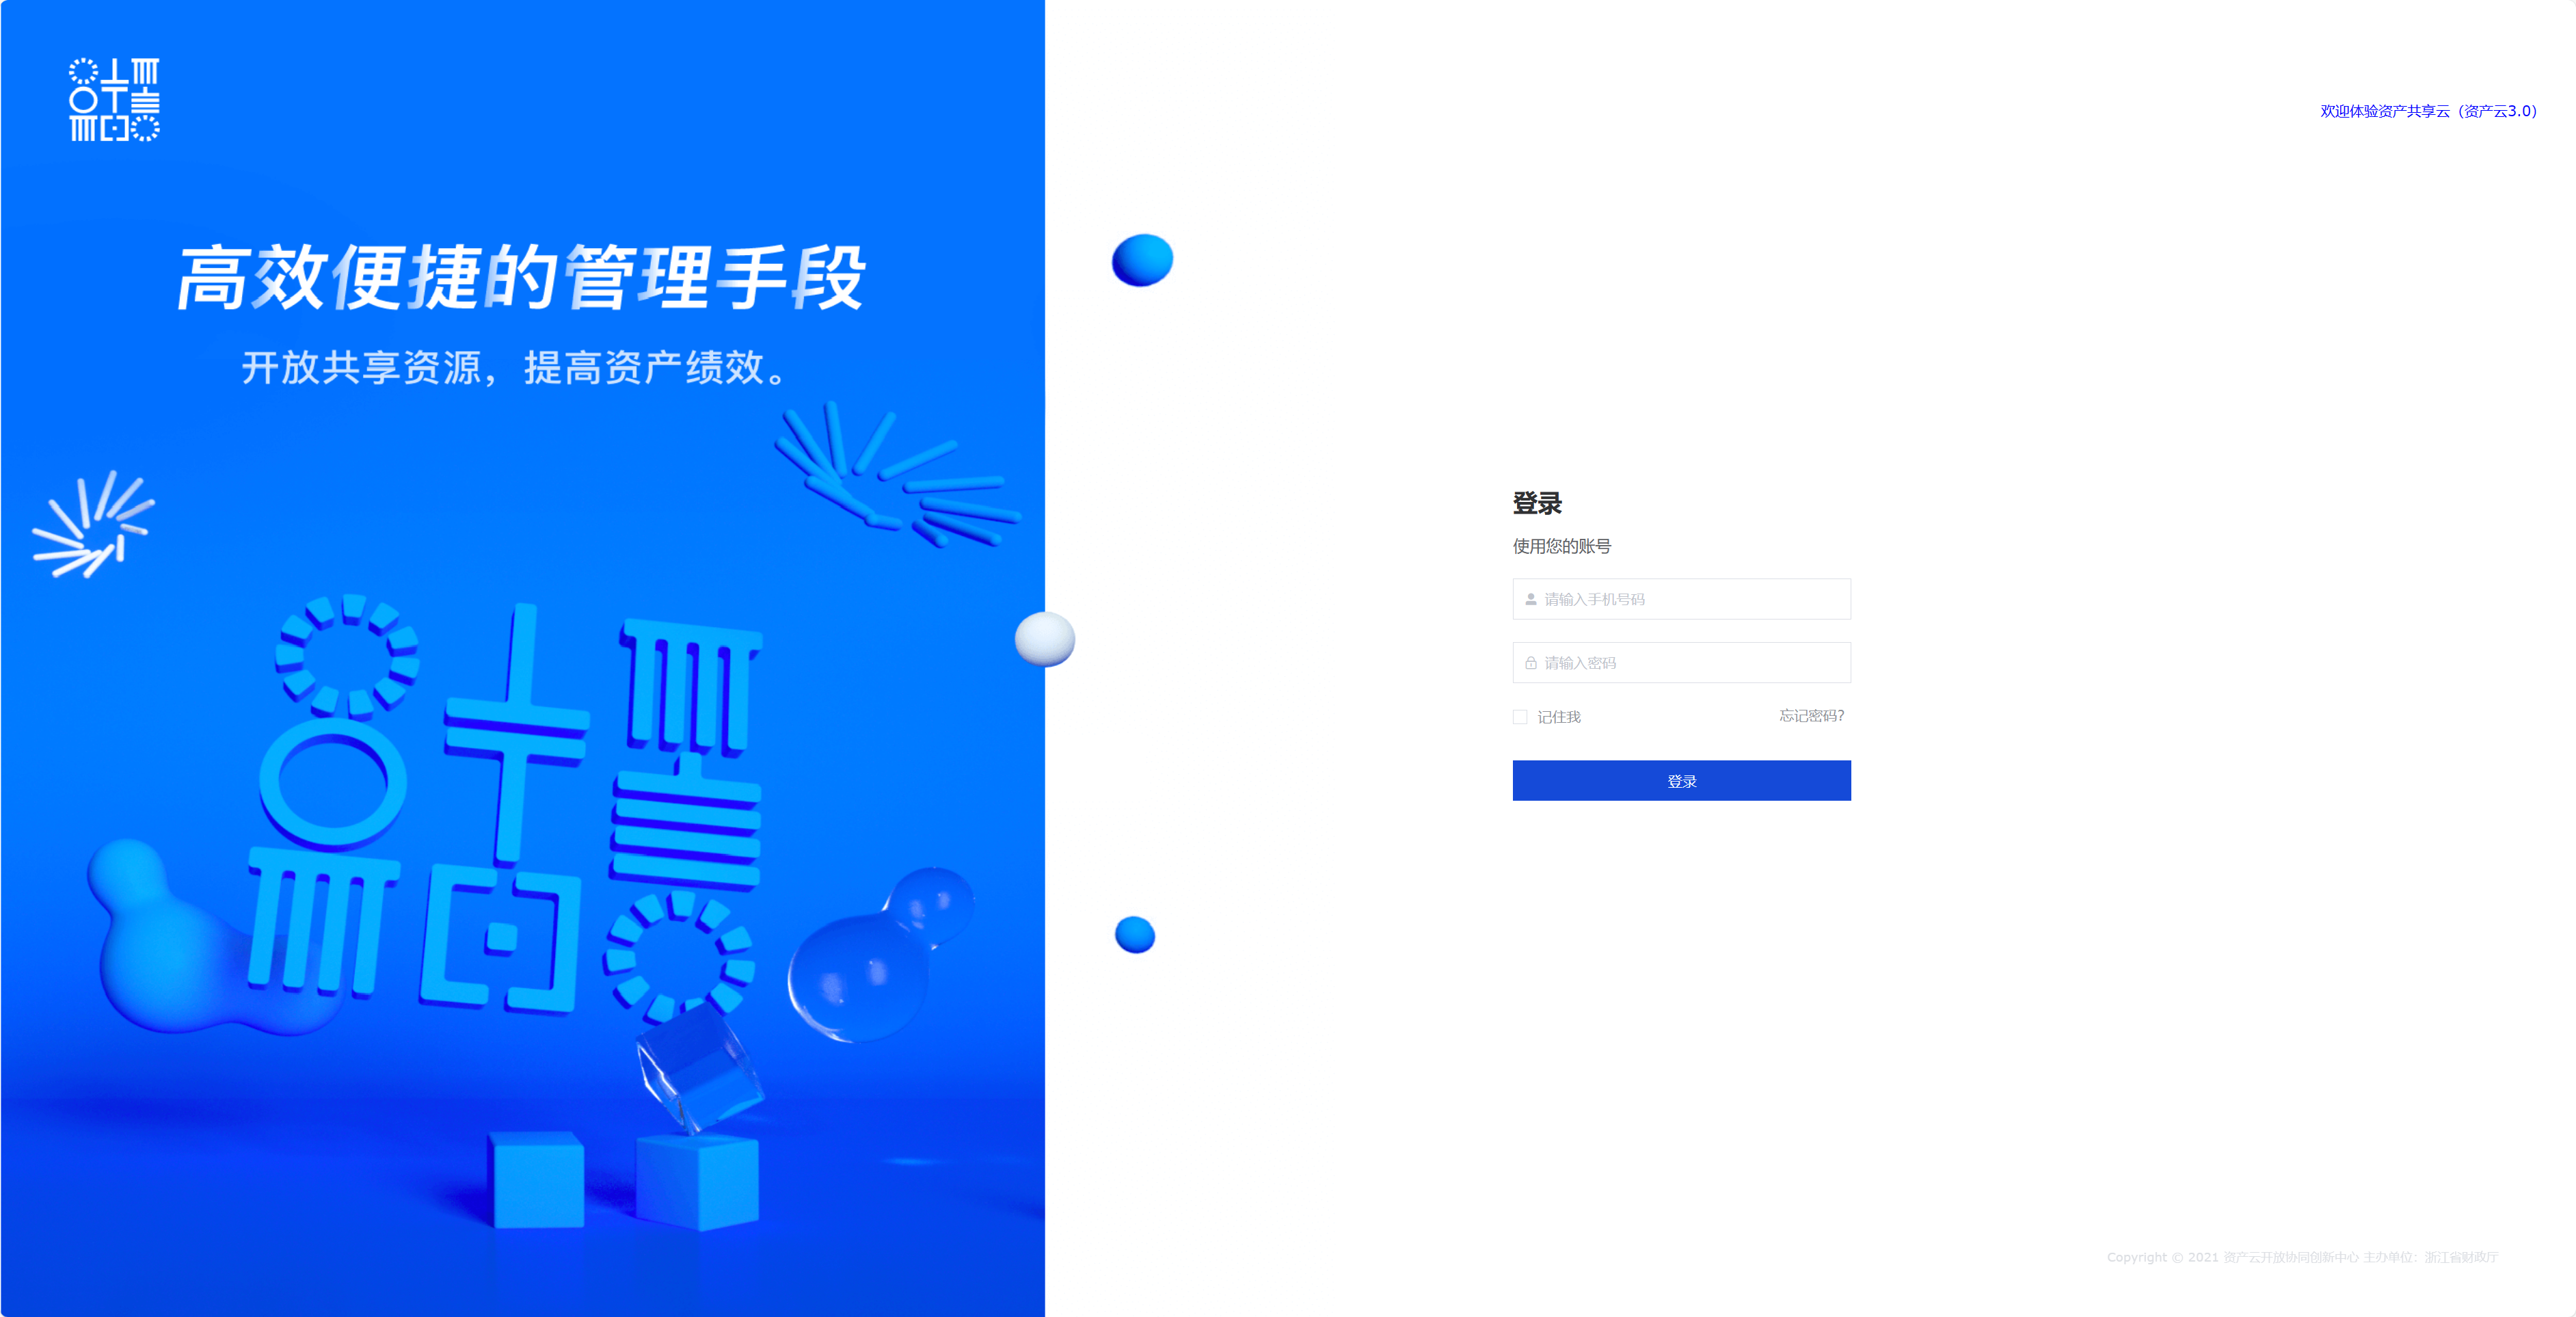 高效便捷的管理手段
开放共享资源，提高资产绩效。
欢迎体验资产共享云（资产云3.0）
登录
使用您的账号
请输入手机号码
请输入密码
记住我
忘记密码?
登录
Copyright © 2021 资产云开放协同创新中心 主办单位：浙江省财政厅